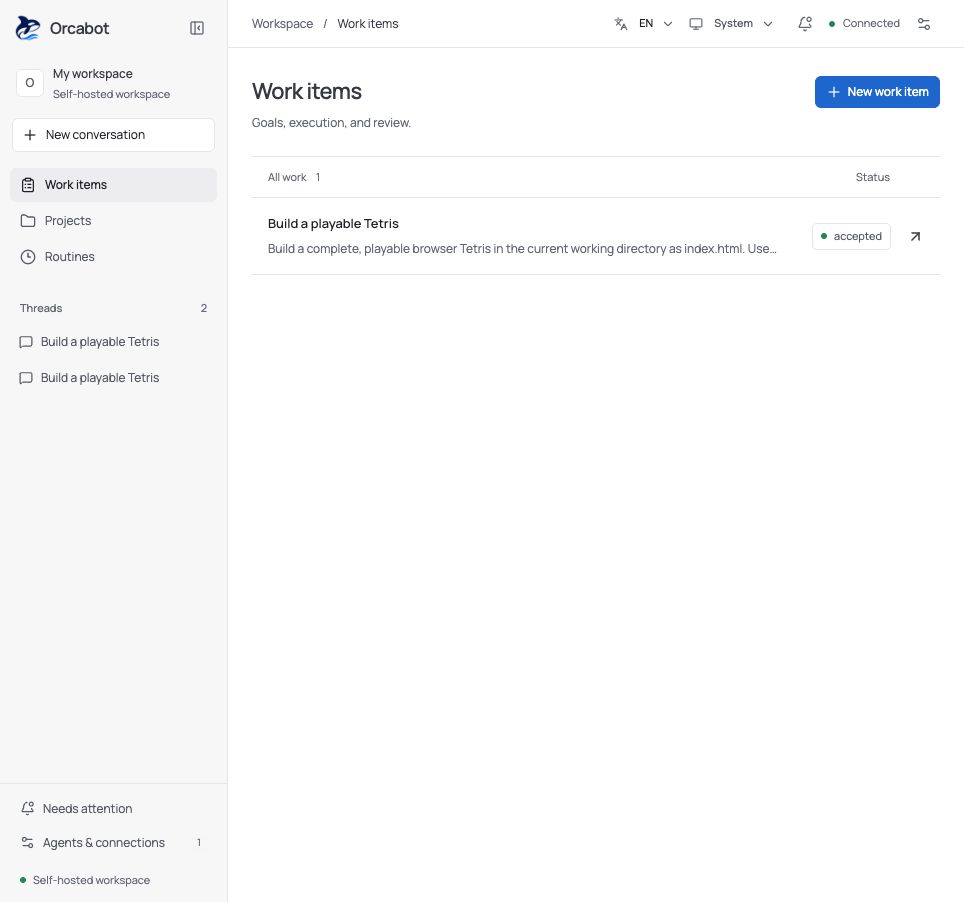 Orcabot
O
My workspace
Self-hosted workspace
New conversation
Work items
Projects
Routines
Threads 2
Build a playable Tetris
Build a playable Tetris
Needs attention
Agents & connections 1
Self-hosted workspace
Workspace / Work items
EN
System
Connected
Work items
New work item
Goals, execution, and review.
All work 1
Status
Build a playable Tetris
Build a complete, playable browser Tetris in the current working directory as index.html. Use...
accepted